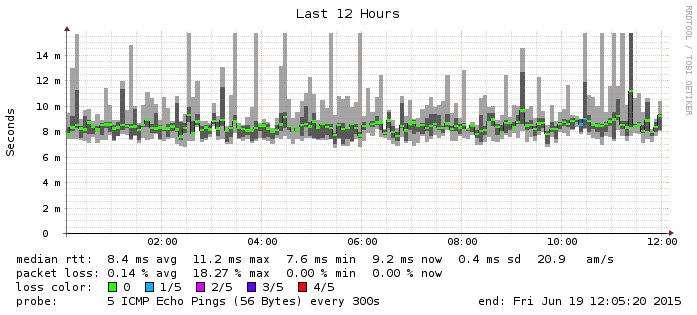 Last 12 Hours
RRDTOOL / TOBI OETIKER
Seconds
14 m
12 m
10 m
8 m
6 m
4 m
2 m
0
02:00 04:00 06:00 08:00 10:00 12:00
median rtt: 8.4 ms avg 11.2 ms max 7.6 ms min 9.2 ms now 0.4 ms sd 20.9 am/s
packet loss: 0.14 % avg 18.27 % max 0.00 % min 0.00 % now
loss color: 0 1/5 2/5 3/5 4/5
probe: 5 ICMP Echo Pings (56 Bytes) every 300s end: Fri Jun 19 12:05:20 2015